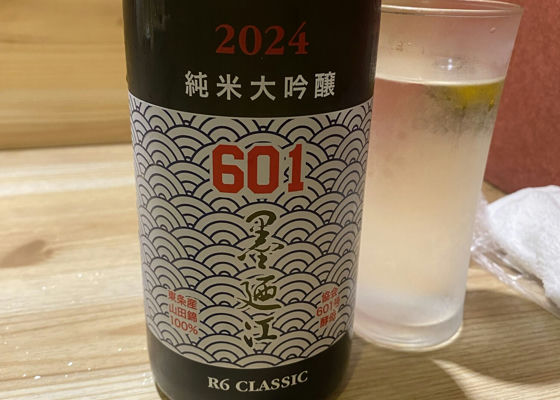 2024
純米大吟醸
601
墨廼江
東条産
山田錦
100%
協会
601号
酵母
R6 CLASSIC